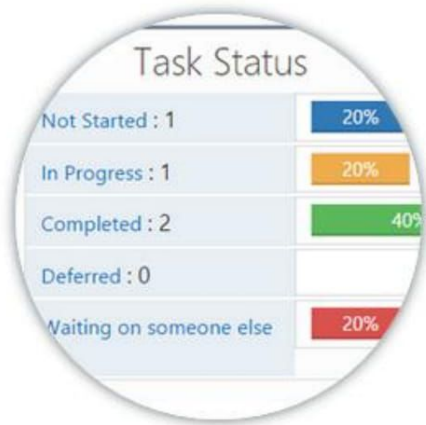 Task Status
Not Started : 1 20%
In Progress : 1 20%
Completed : 2 40%
Deferred : 0
Waiting on someone else 20%